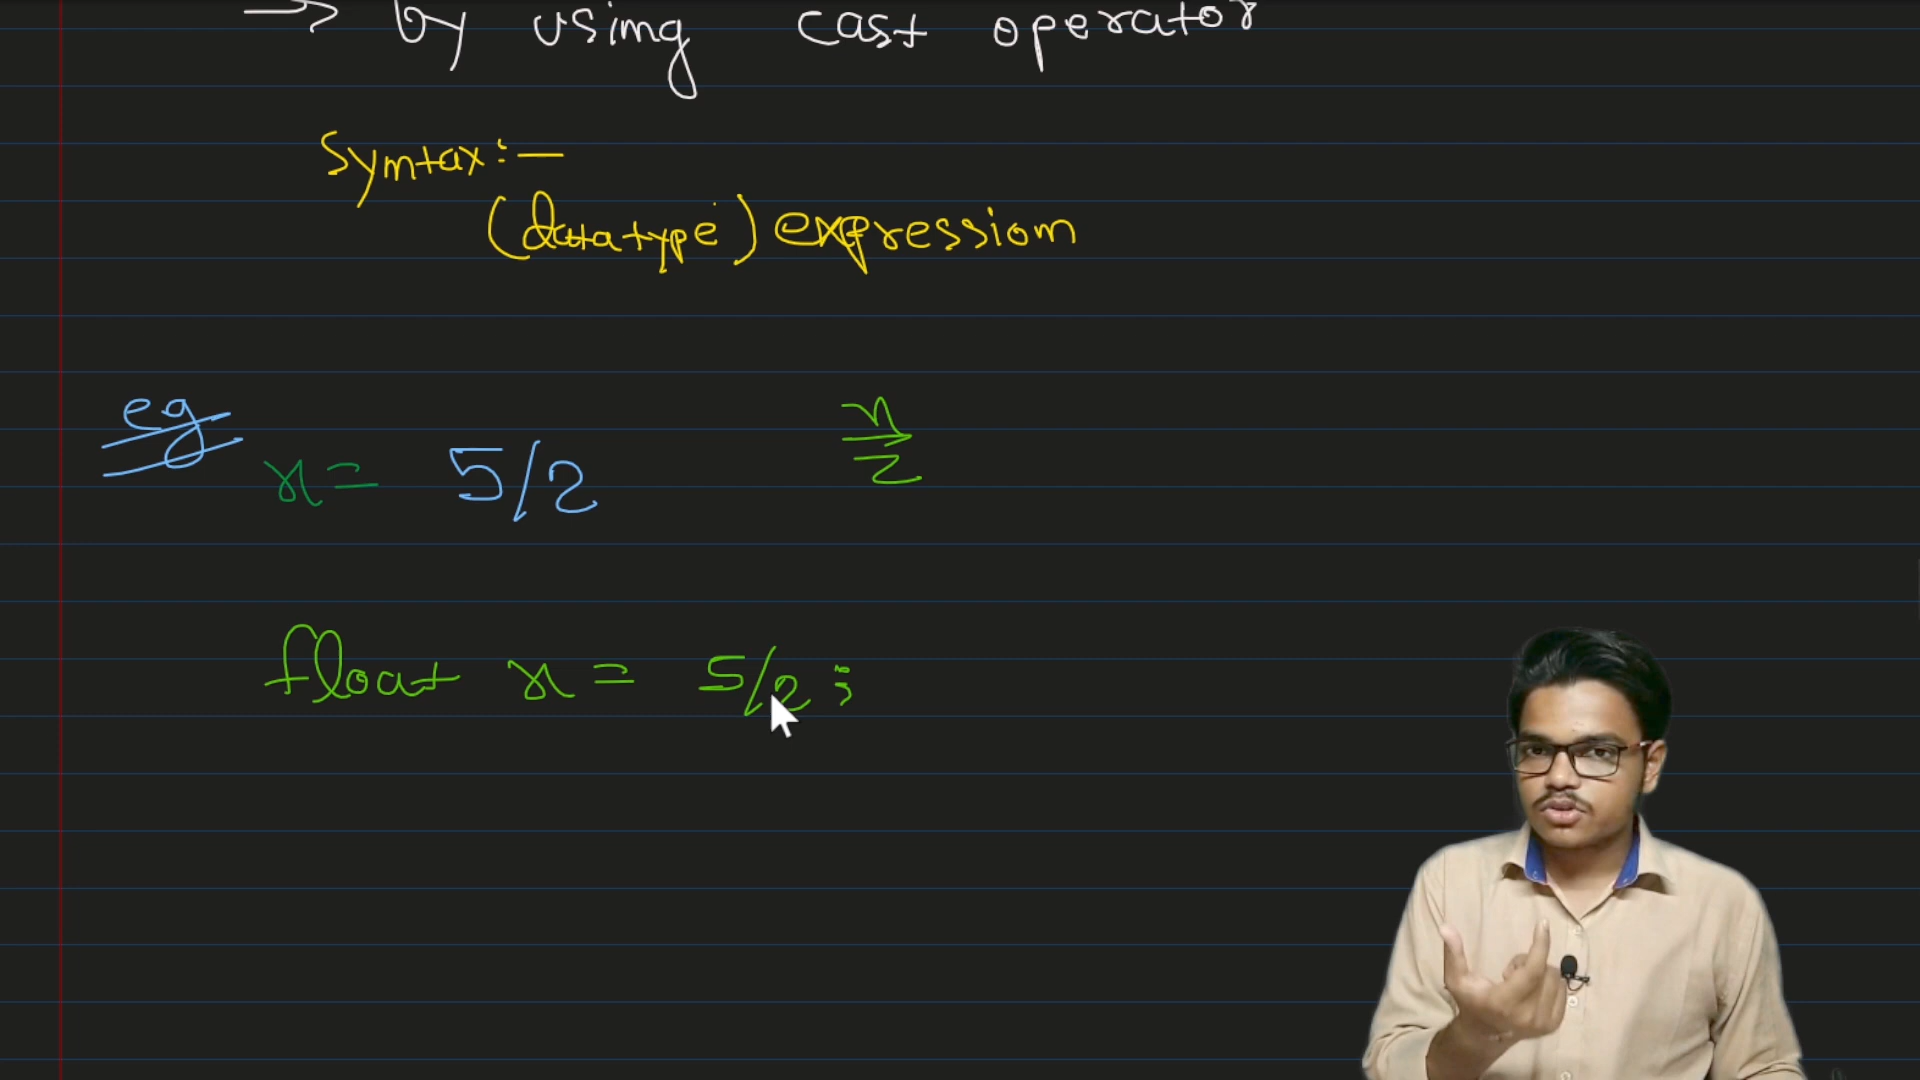 → by using cast operator
Syntax:—
(datatype) expression
eg
x = 5/2
x/2
float x = 5/2;